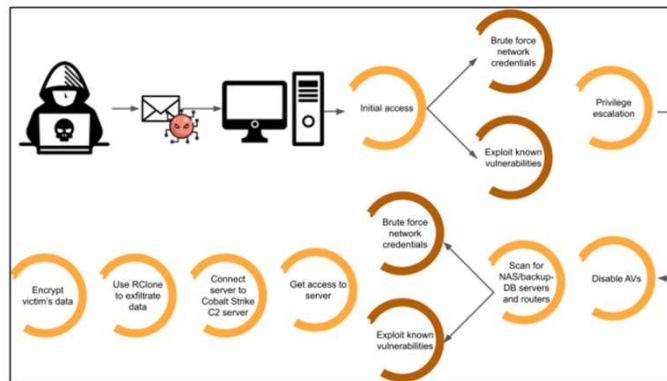 Initial access
Brute force
network
credentials
Exploit known
vulnerabilities
Privilege
escalation
Disable AVs
Scan for
NAS/backup-
DB servers
and routers
Brute force
network
credentials
Exploit known
vulnerabilities
Get access to
server
Connect
server to
Cobalt Strike
C2 server
Use RClone
to exfiltrate
data
Encrypt
victim's data